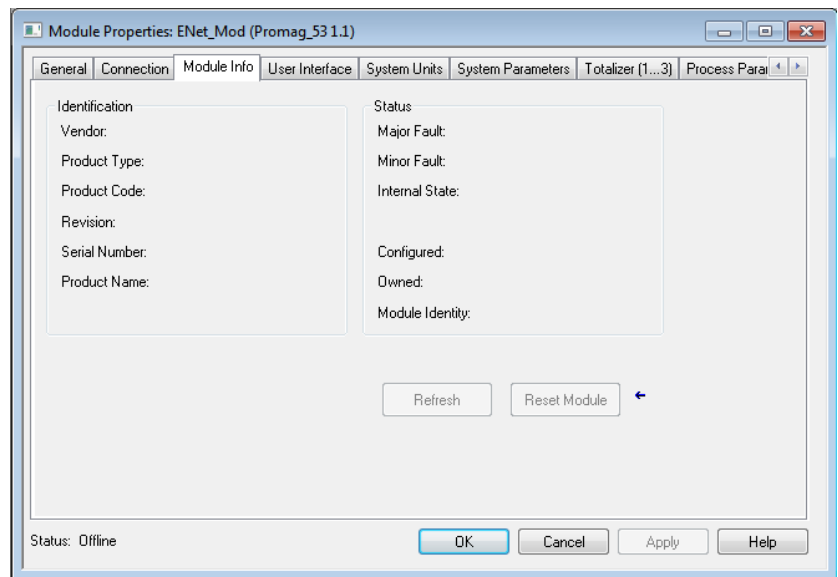 Module Properties: ENet_Mod (Promag_53 1.1)
General Connection Module Info User Interface System Units System Parameters Totalizer (1...3) Process Parar
Identification
Vendor:
Product Type:
Product Code:
Revision:
Serial Number:
Product Name:
Status
Major Fault:
Minor Fault:
Internal State:
Configured:
Owned:
Module Identity:
Refresh Reset Module
Status: Offline OK Cancel Apply Help